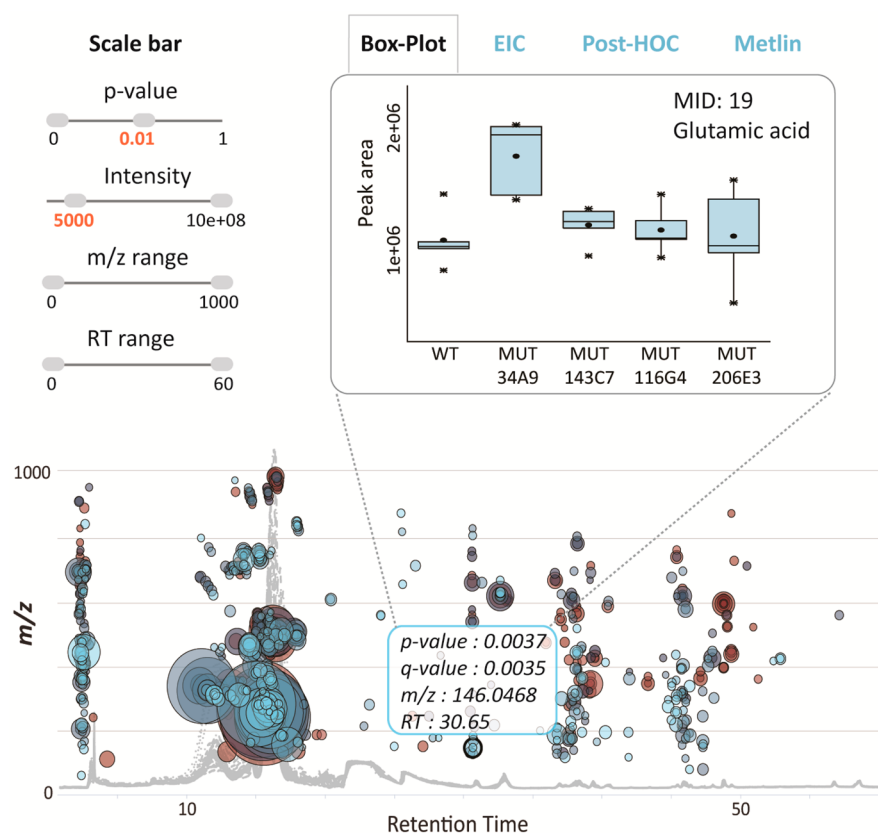 Scale bar
p-value
0 0.01 1
Intensity
5000 10e+08
m/z range
0 1000
RT range
0 60
Box-Plot EIC Post-HOC Metlin
MID: 19
Glutamic acid
Peak area
2e+06
1e+06
WT MUT MUT MUT MUT
34A9 143C7 116G4 206E3
1000
m/z
0
p-value : 0.0037
q-value : 0.0035
m/z : 146.0468
RT : 30.65
10 50
Retention Time